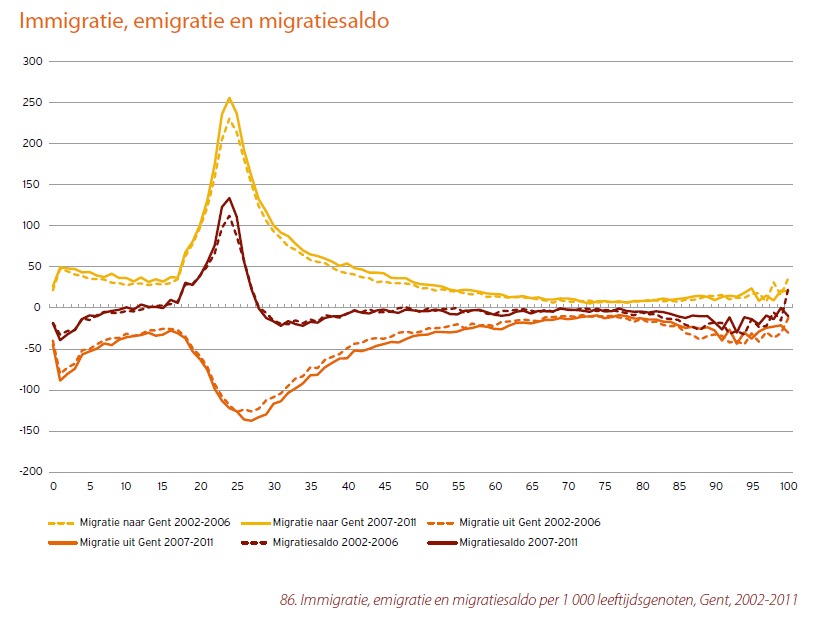 Immigratie, emigratie en migratiesaldo
300
250
200
150
100
50
0
-50
-100
-150
-200
0 5 10 15 20 25 30 35 40 45 50 55 60 65 70 75 80 85 90 95 100
Migratie naar Gent 2002-2006 Migratie naar Gent 2007-2011 Migratie uit Gent 2002-2006
Migratie uit Gent 2007-2011 Migratiesaldo 2002-2006 Migratiesaldo 2007-2011
86. Immigratie, emigratie en migratiesaldo per 1 000 leeftijdsgenoten, Gent, 2002-2011